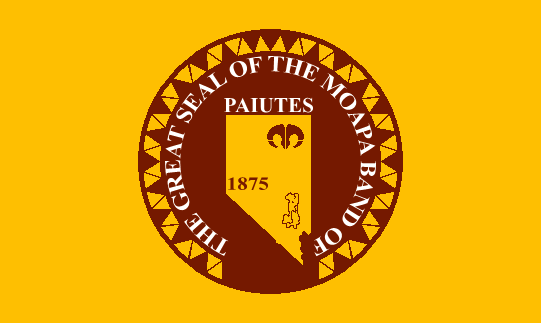 THE GREAT SEAL OF THE MOAPA BAND OF
PAIUTES
1875